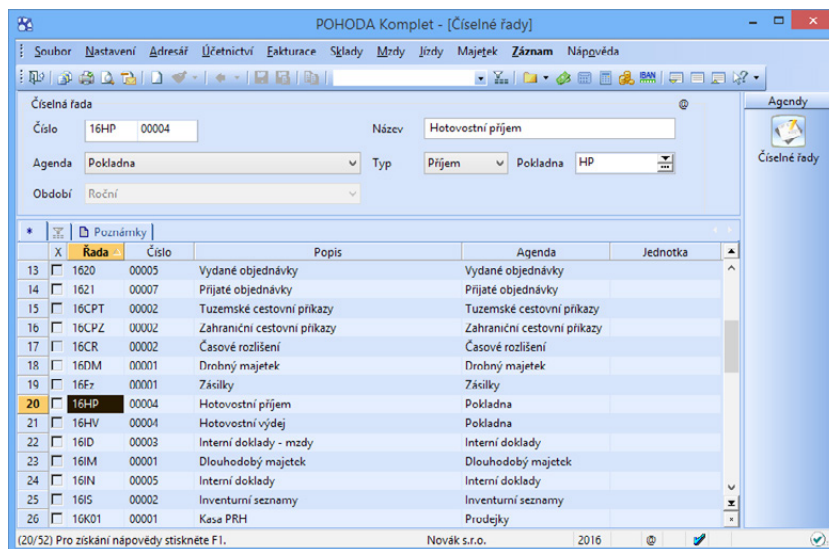 POHODA Komplet - [Číselné řady]
Soubor Nastavení Adresář Účetnictví Fakturace Sklady Mzdy Jízdy Majetek Záznam Nápověda
IBAN
Číselná řada @
Číslo 16HP 00004 Název Hotovostní příjem
Agenda Pokladna Typ Příjem Pokladna HP
Období Roční
Agendy
Číselné řady
* Poznámky
X Řada Číslo Popis Agenda Jednotka
13 1620 00005 Vydané objednávky Vydané objednávky
14 1621 00007 Přijaté objednávky Přijaté objednávky
15 16CPT 00002 Tuzemské cestovní příkazy Tuzemské cestovní příkazy
16 16CPZ 00002 Zahraniční cestovní příkazy Zahraniční cestovní příkazy
17 16CR 00002 Časové rozlišení Časové rozlišení
18 16DM 00001 Drobný majetek Drobný majetek
19 16Ez 00001 Zásilky Zásilky
20 16HP 00004 Hotovostní příjem Pokladna
21 16HV 00004 Hotovostní výdej Pokladna
22 16ID 00003 Interní doklady - mzdy Interní doklady
23 16IM 00001 Dlouhodobý majetek Dlouhodobý majetek
24 16IN 00005 Interní doklady Interní doklady
25 16IS 00002 Inventurní seznamy Inventurní seznamy
26 16K01 00001 Kasa PRH Prodejky
(20/52) Pro získání nápovědy stiskněte F1. Novák s.r.o. 2016 @